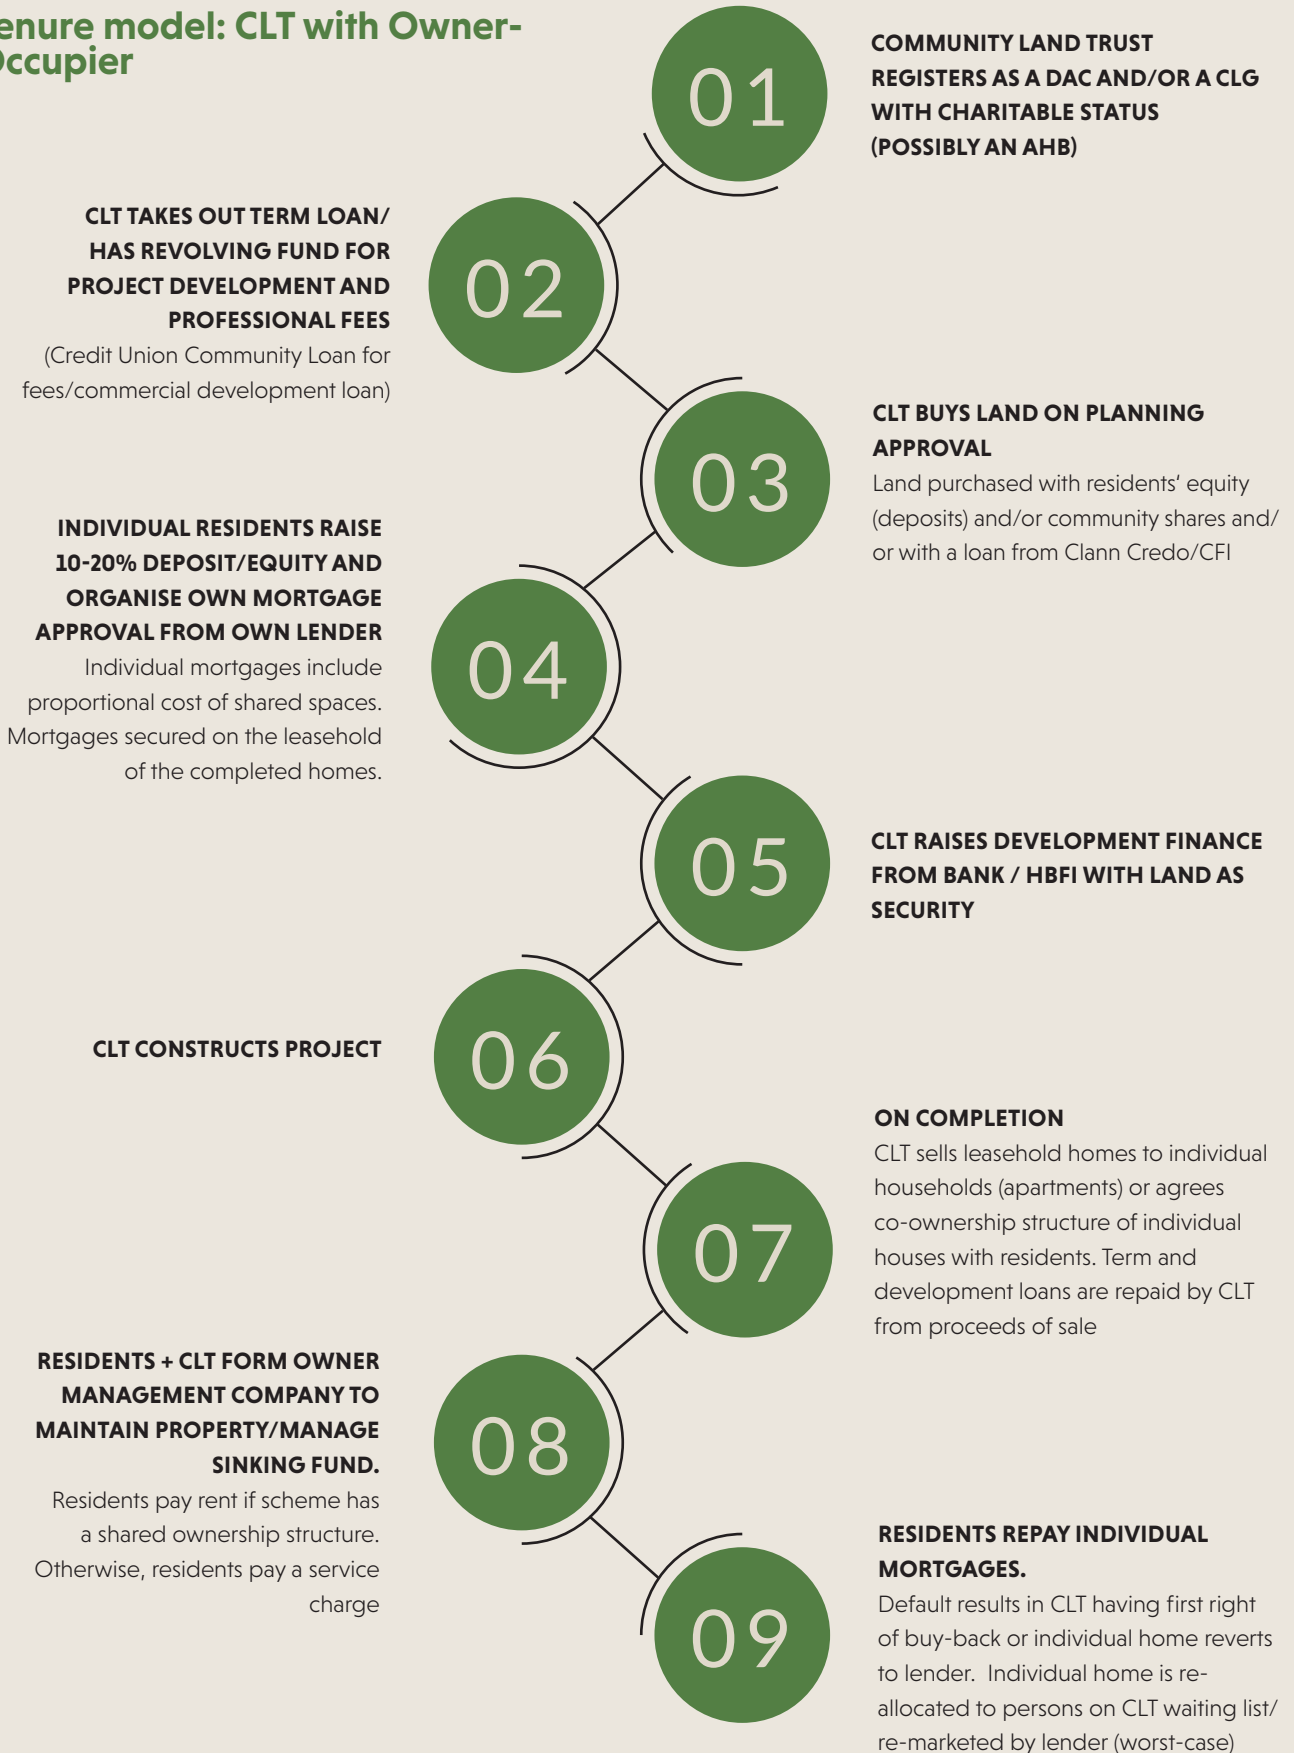 enure model: CLT with Owner-
Occupier
01
COMMUNITY LAND TRUST
REGISTERS AS A DAC AND/OR A CLG
WITH CHARITABLE STATUS
(POSSIBLY AN AHB)
CLT TAKES OUT TERM LOAN/
HAS REVOLVING FUND FOR
PROJECT DEVELOPMENT AND
PROFESSIONAL FEES
(Credit Union Community Loan for
fees/commercial development loan)
02
03
CLT BUYS LAND ON PLANNING
APPROVAL
Land purchased with residents' equity
(deposits) and/or community shares and/
or with a loan from Clann Credo/CFI
INDIVIDUAL RESIDENTS RAISE
10-20% DEPOSIT/EQUITY AND
ORGANISE OWN MORTGAGE
APPROVAL FROM OWN LENDER
Individual mortgages include
proportional cost of shared spaces.
Mortgages secured on the leasehold
of the completed homes.
04
05
CLT RAISES DEVELOPMENT FINANCE
FROM BANK / HBFI WITH LAND AS
SECURITY
CLT CONSTRUCTS PROJECT
06
07
ON COMPLETION
CLT sells leasehold homes to individual
households (apartments) or agrees
co-ownership structure of individual
houses with residents. Term and
development loans are repaid by CLT
from proceeds of sale
RESIDENTS + CLT FORM OWNER
MANAGEMENT COMPANY TO
MAINTAIN PROPERTY/MANAGE
SINKING FUND.
Residents pay rent if scheme has
a shared ownership structure.
Otherwise, residents pay a service
charge
08
09
RESIDENTS REPAY INDIVIDUAL
MORTGAGES.
Default results in CLT having first right
of buy-back or individual home reverts
to lender.  Individual home is re-
allocated to persons on CLT waiting list/
re-marketed by lender (worst-case)